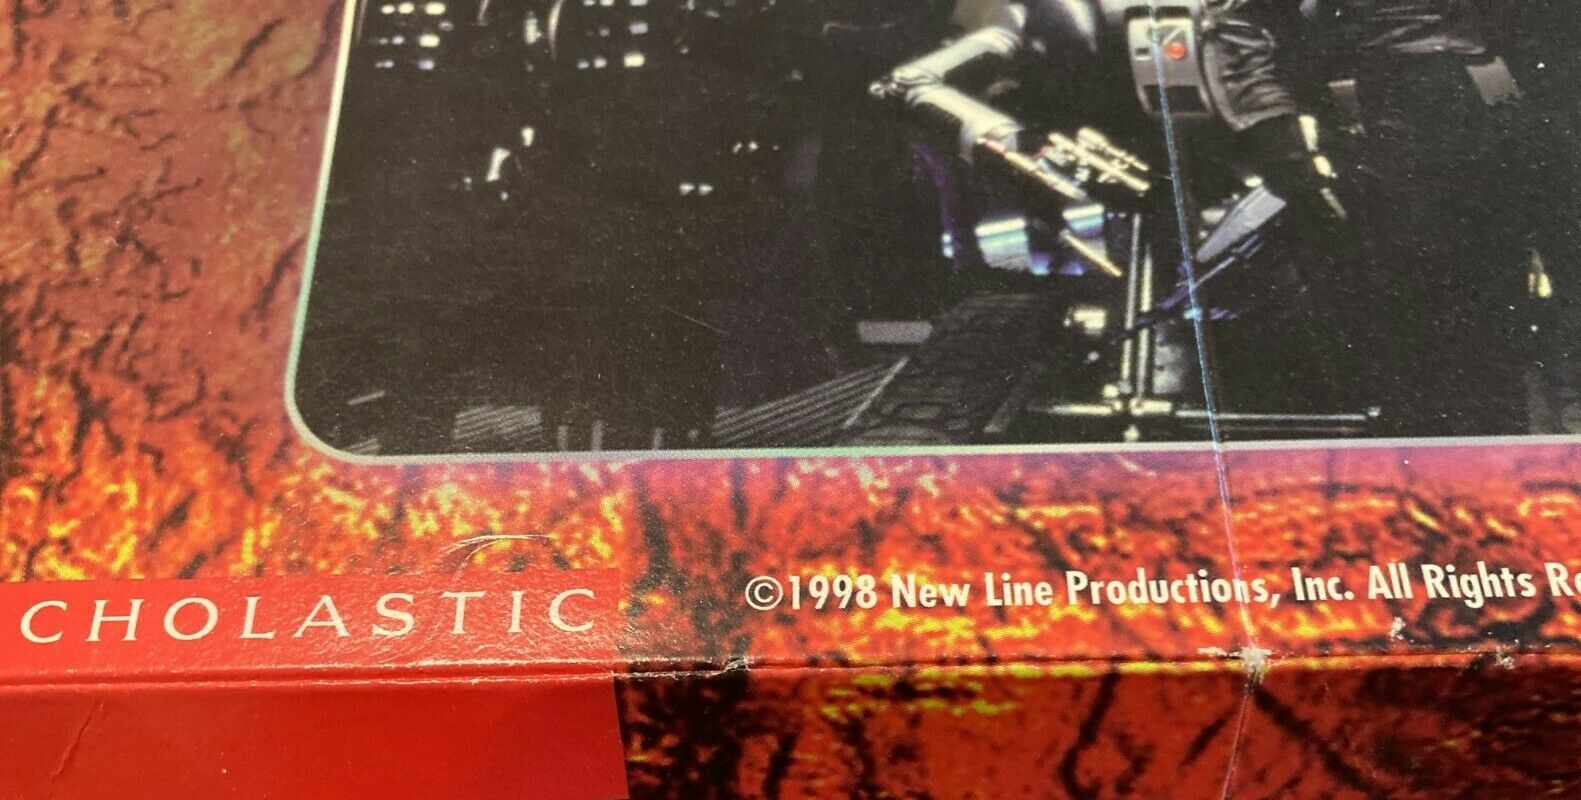 CHOLASTIC
©1998 New Line Productions, Inc. All Rights Re